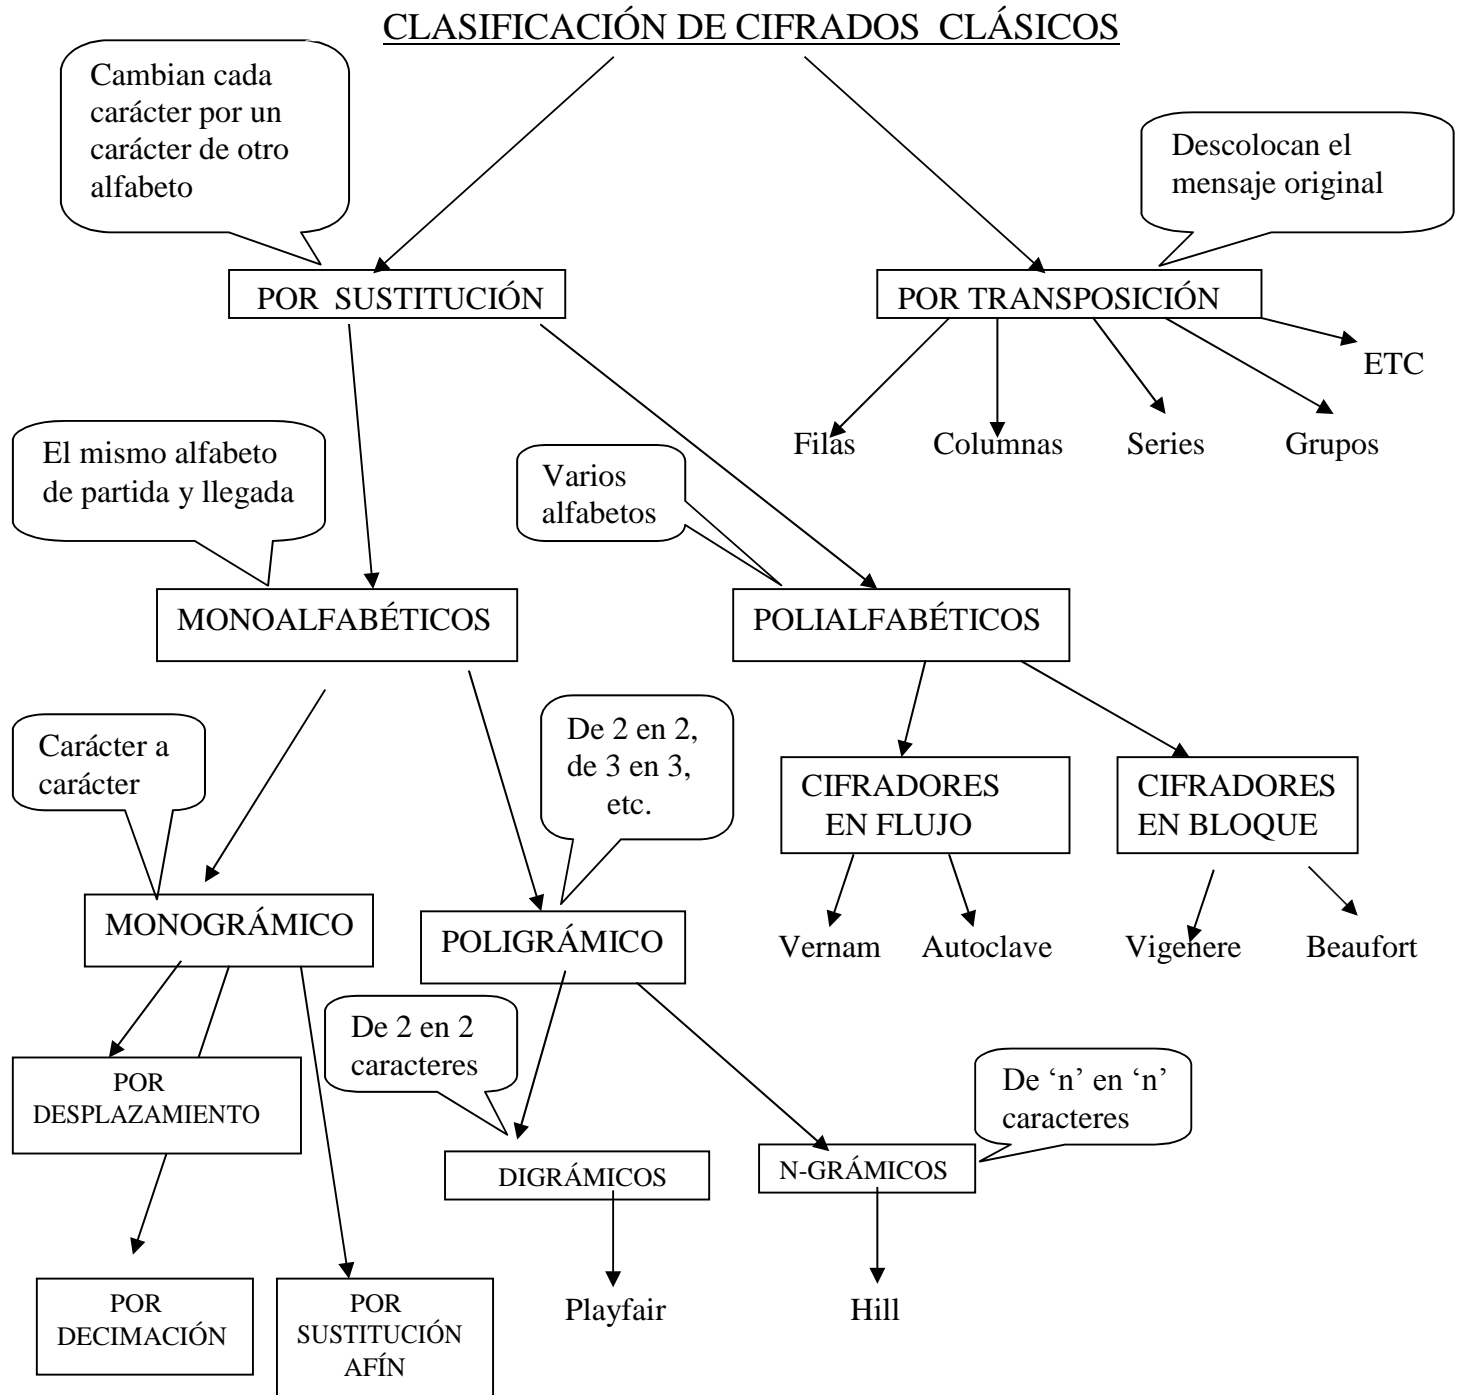 CLASIFICACIÓN DE CIFRADOS CLÁSICOS
Cambian cada
carácter por un
carácter de otro
alfabeto
Descolocan el
mensaje original
POR SUSTITUCIÓN
POR TRANSPOSICIÓN
ETC
Filas
Columnas
Series
Grupos
El mismo alfabeto
de partida y llegada
Varios
alfabetos
MONOALFABÉTICOS
POLIALFABÉTICOS
Carácter a
carácter
De 2 en 2,
de 3 en 3,
etc.
CIFRADORES
EN FLUJO
CIFRADORES
EN BLOQUE
MONOGRÁMICO
POLIGRÁMICO
Vernam
Autoclave
Vigenere
Beaufort
De 2 en 2
caracteres
De ‘n’ en ‘n’
caracteres
POR
DESPLAZAMIENTO
DIGRÁMICOS
N-GRÁMICOS
POR
DECIMACIÓN
POR
SUSTITUCIÓN
AFÍN
Playfair
Hill